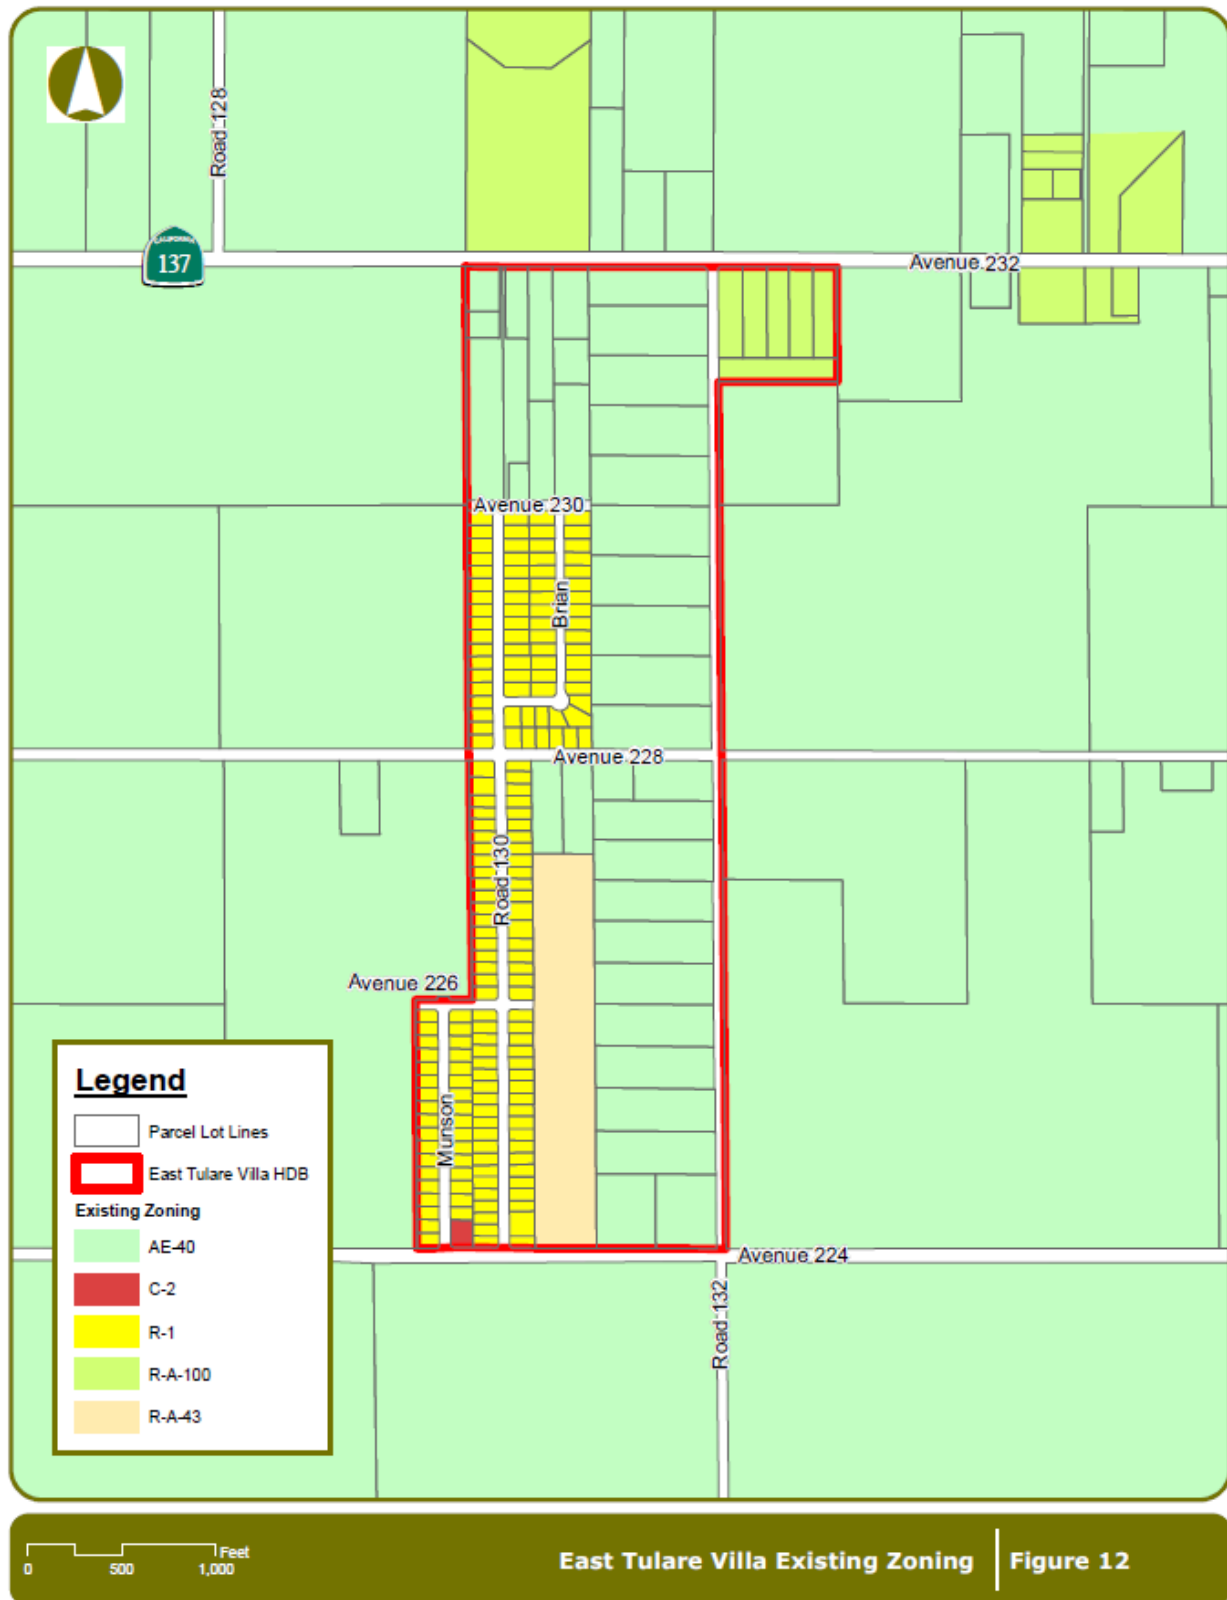 Road 128
CALIFORNIA
137
Avenue 232
Avenue 230
Brian
Avenue 228
Road 130
Avenue 226
Munson
Avenue 224
Road 132
Legend
Parcel Lot Lines
East Tulare Villa HDB
Existing Zoning
AE-40
C-2
R-1
R-A-100
R-A-43
Feet
0 500 1,000
East Tulare Villa Existing Zoning
Figure 12